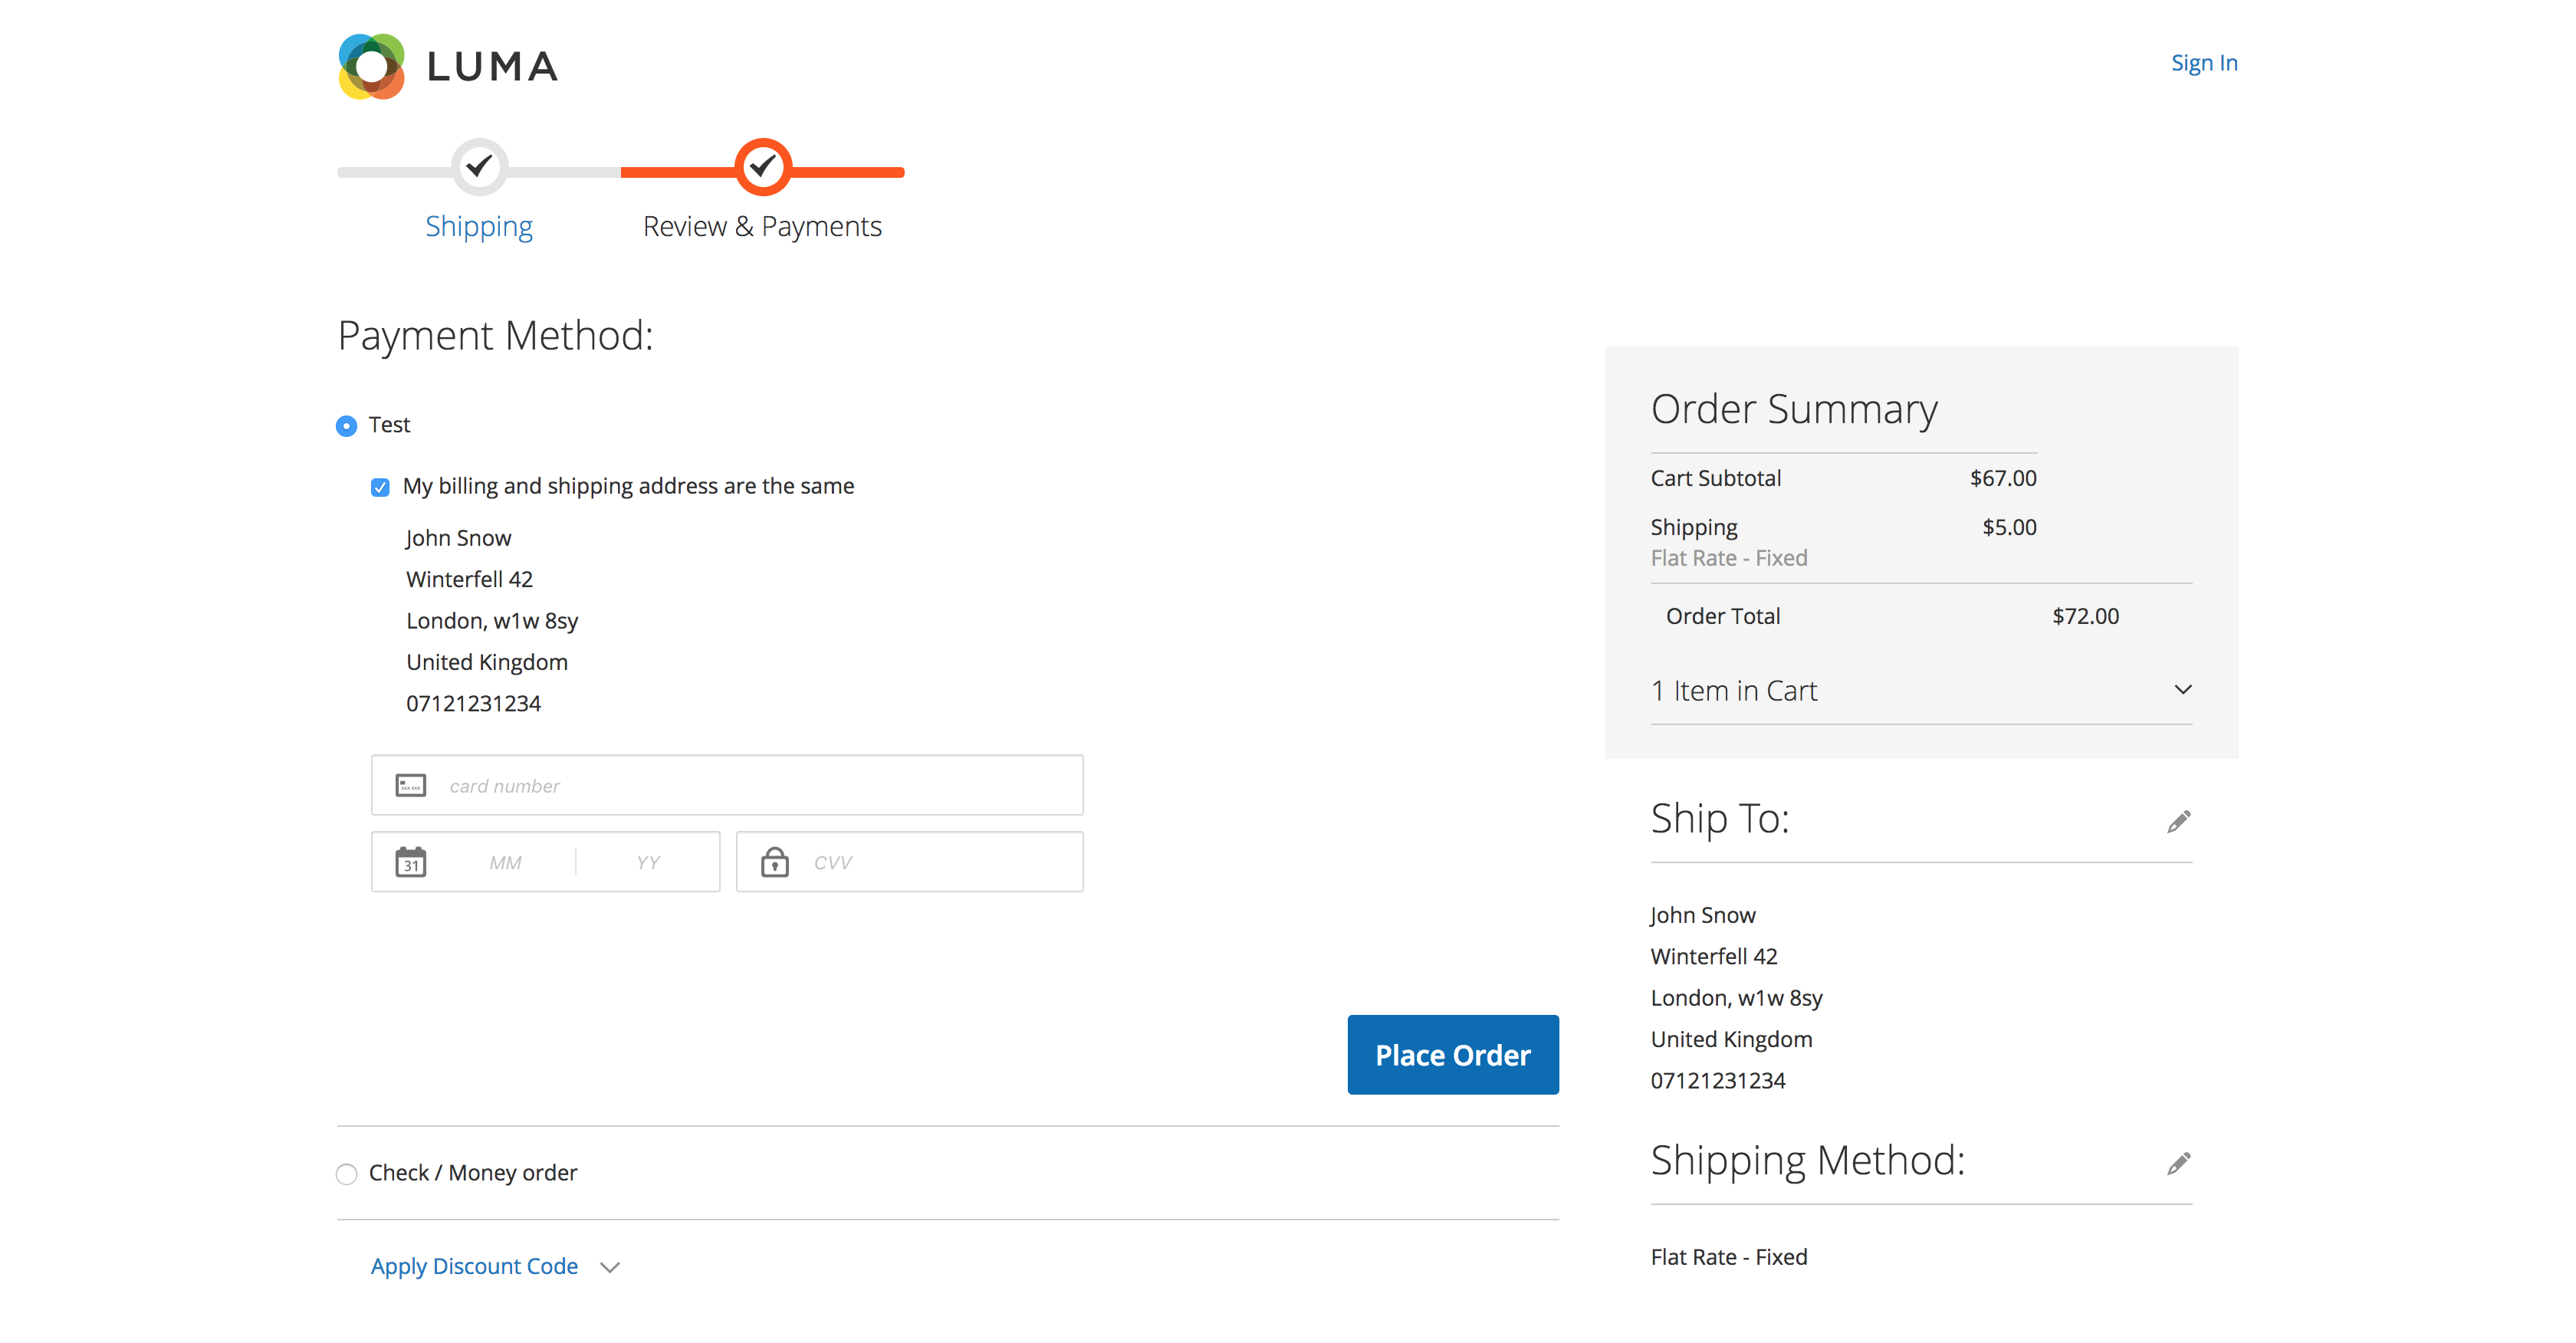 LUMA
Sign In
Shipping
Review & Payments
Payment Method:
Test
My billing and shipping address are the same
John Snow
Winterfell 42
London, w1w 8sy
United Kingdom
07121231234
card number
31
MM
YY
CVV
Place Order
Check / Money order
Apply Discount Code
Order Summary
Cart Subtotal $67.00
Shipping $5.00
Flat Rate - Fixed
Order Total $72.00
1 Item in Cart
Ship To:
John Snow
Winterfell 42
London, w1w 8sy
United Kingdom
07121231234
Shipping Method:
Flat Rate - Fixed